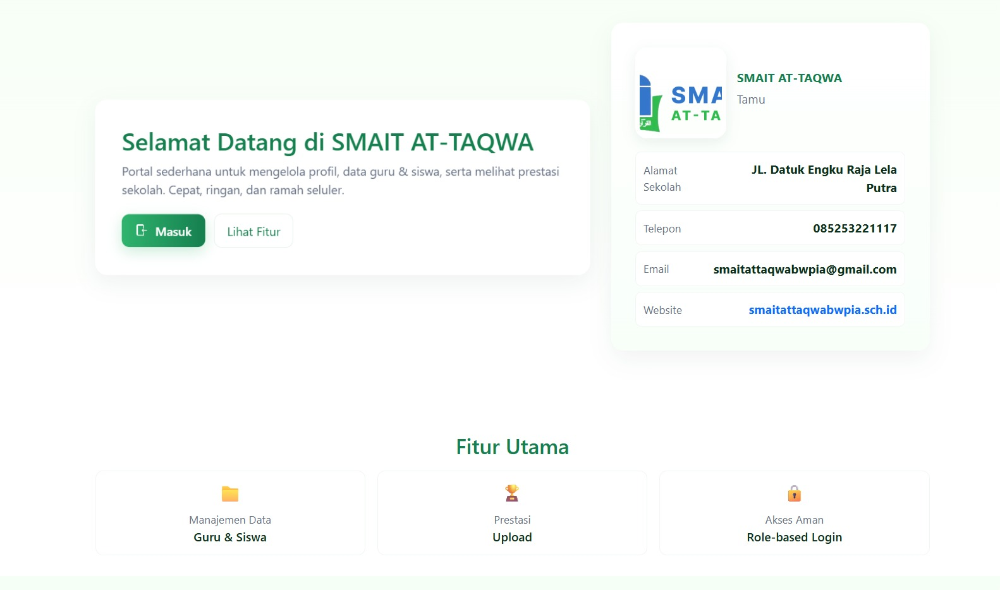 Selamat Datang di SMAIT AT-TAQWA
Portal sederhana untuk mengelola profil, data guru & siswa, serta melihat prestasi
sekolah. Cepat, ringan, dan ramah seluler.
Masuk
Lihat Fitur
SMA
AT-TA
القرآن
SMAIT AT-TAQWA
Tamu
Alamat
Sekolah
JL. Datuk Engku Raja Lela
Putra
Telepon
085253221117
Email
smaitattaqwabwpia@gmail.com
Website
smaitattaqwabwpia.sch.id
Fitur Utama
Manajemen Data
Guru & Siswa
Prestasi
Upload
Akses Aman
Role-based Login